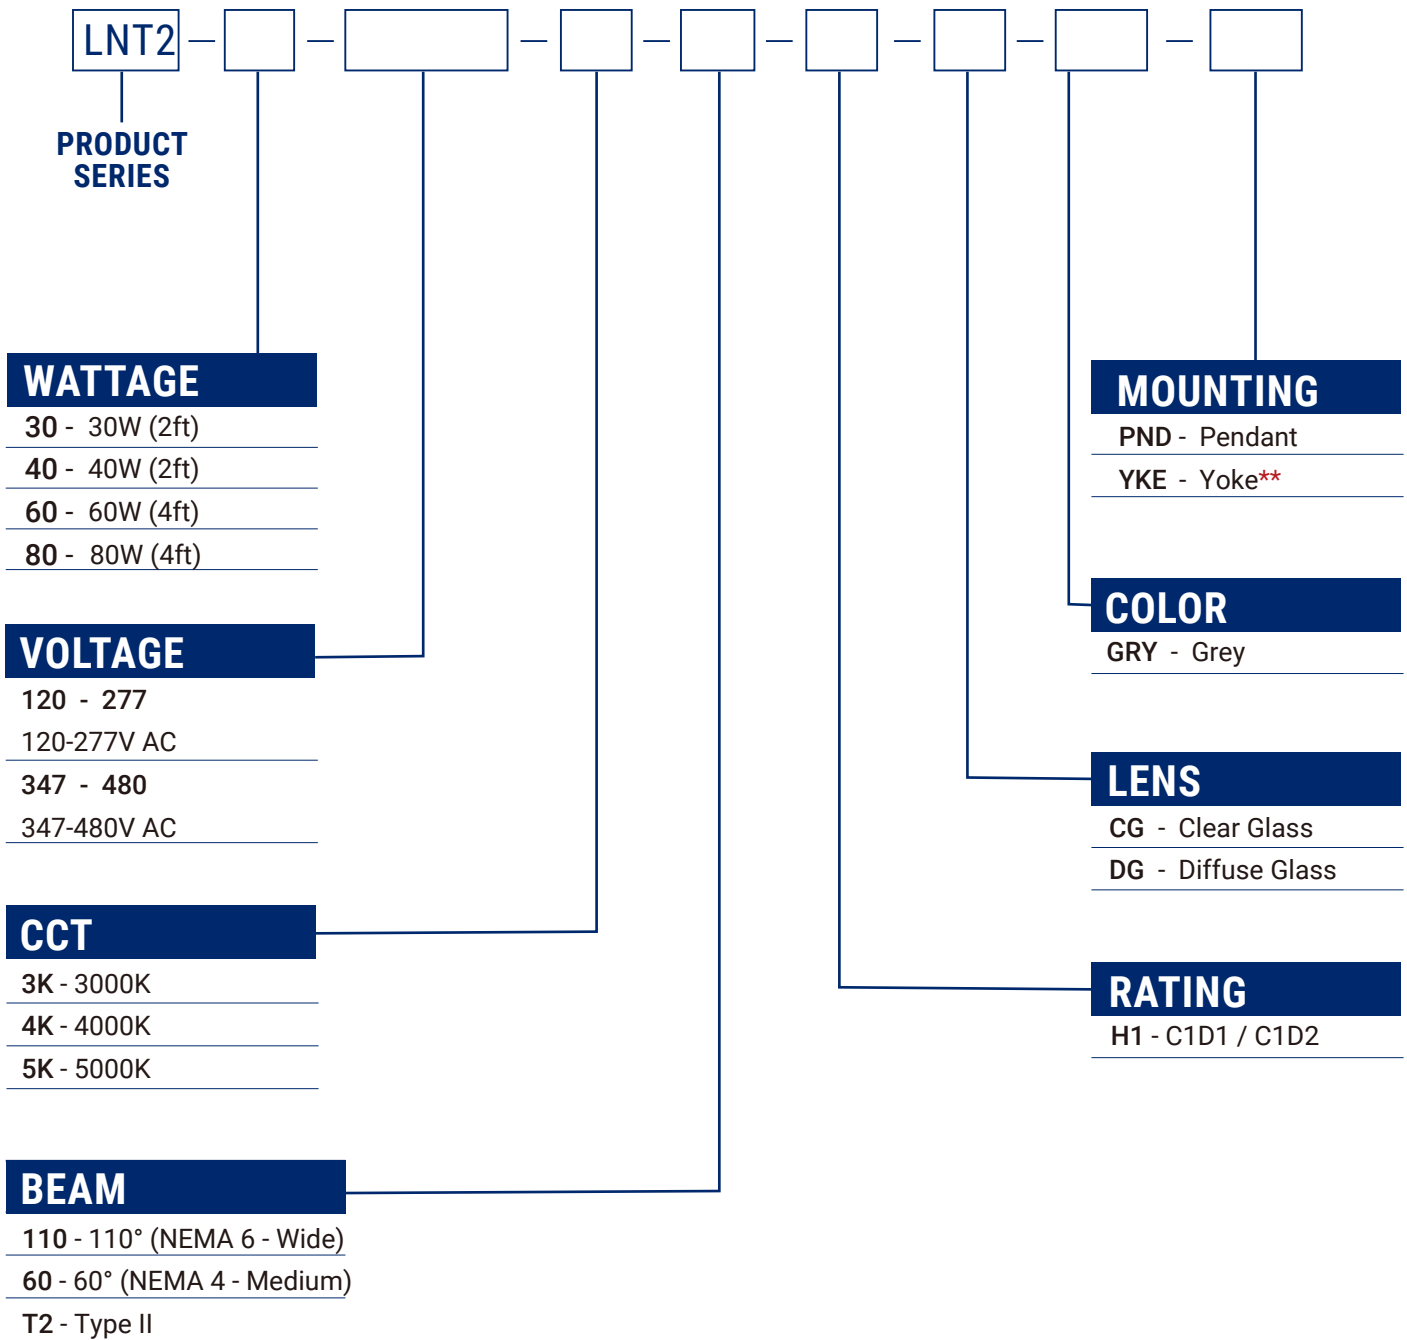 LNT2
PRODUCT
SERIES
WATTAGE
30 - 30W (2ft)
40 - 40W (2ft)
60 - 60W (4ft)
80 - 80W (4ft)
VOLTAGE
120 - 277
120-277V AC
347 - 480
347-480V AC
CCT
3K - 3000K
4K - 4000K
5K - 5000K
BEAM
110 - 110° (NEMA 6 - Wide)
60 - 60° (NEMA 4 - Medium)
T2 - Type II
MOUNTING
PND - Pendant
YKE - Yoke**
COLOR
GRY - Grey
LENS
CG - Clear Glass
DG - Diffuse Glass
RATING
H1 - C1D1 / C1D2